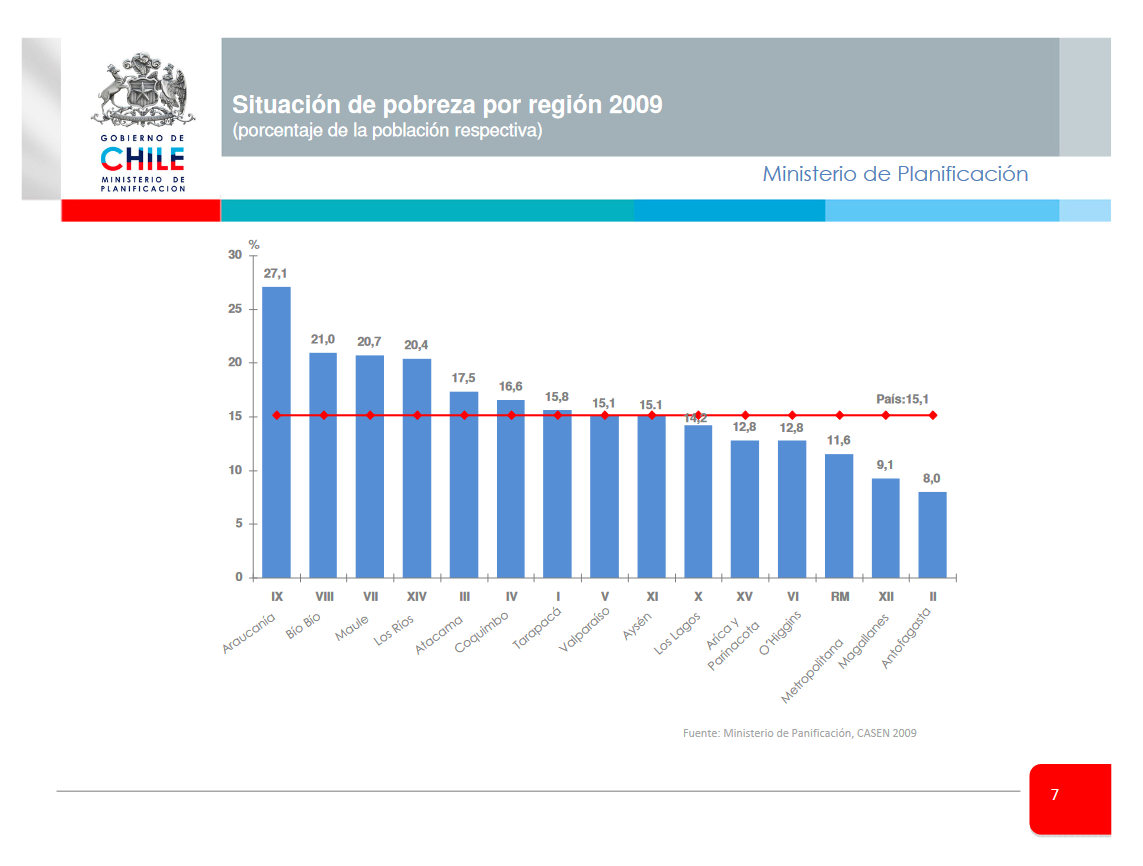 GOBIERNO DE
CHILE
MINISTERIO DE
PLANIFICACION
Situación de pobreza por región 2009
(porcentaje de la población respectiva)
Ministerio de Planificación
%
30
25
20
15
10
5
0
27,1
21,0
20,7
20,4
17,5
16,6
15,8
15,1
15.1
14,2
12,8
12,8
11,6
9,1
8,0
País:15,1
IX VIII VII XIV III IV I V XI X XV VI RM XII II
Araucanía
Bío Bío
Maule
Los Ríos
Atacama
Coquimbo
Tarapacá
Valparaíso
Aysén
Los Lagos
Arica y
Parinacota
O´Higgins
Metropolitana
Magallanes
Antofagasta
Fuente: Ministerio de Panificación, CASEN 2009
7